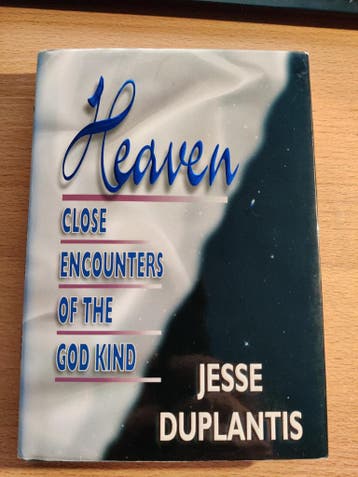 Heaven
CLOSE
ENCOUNTERS
OF THE
GOD KIND
JESSE
DUPLANTIS